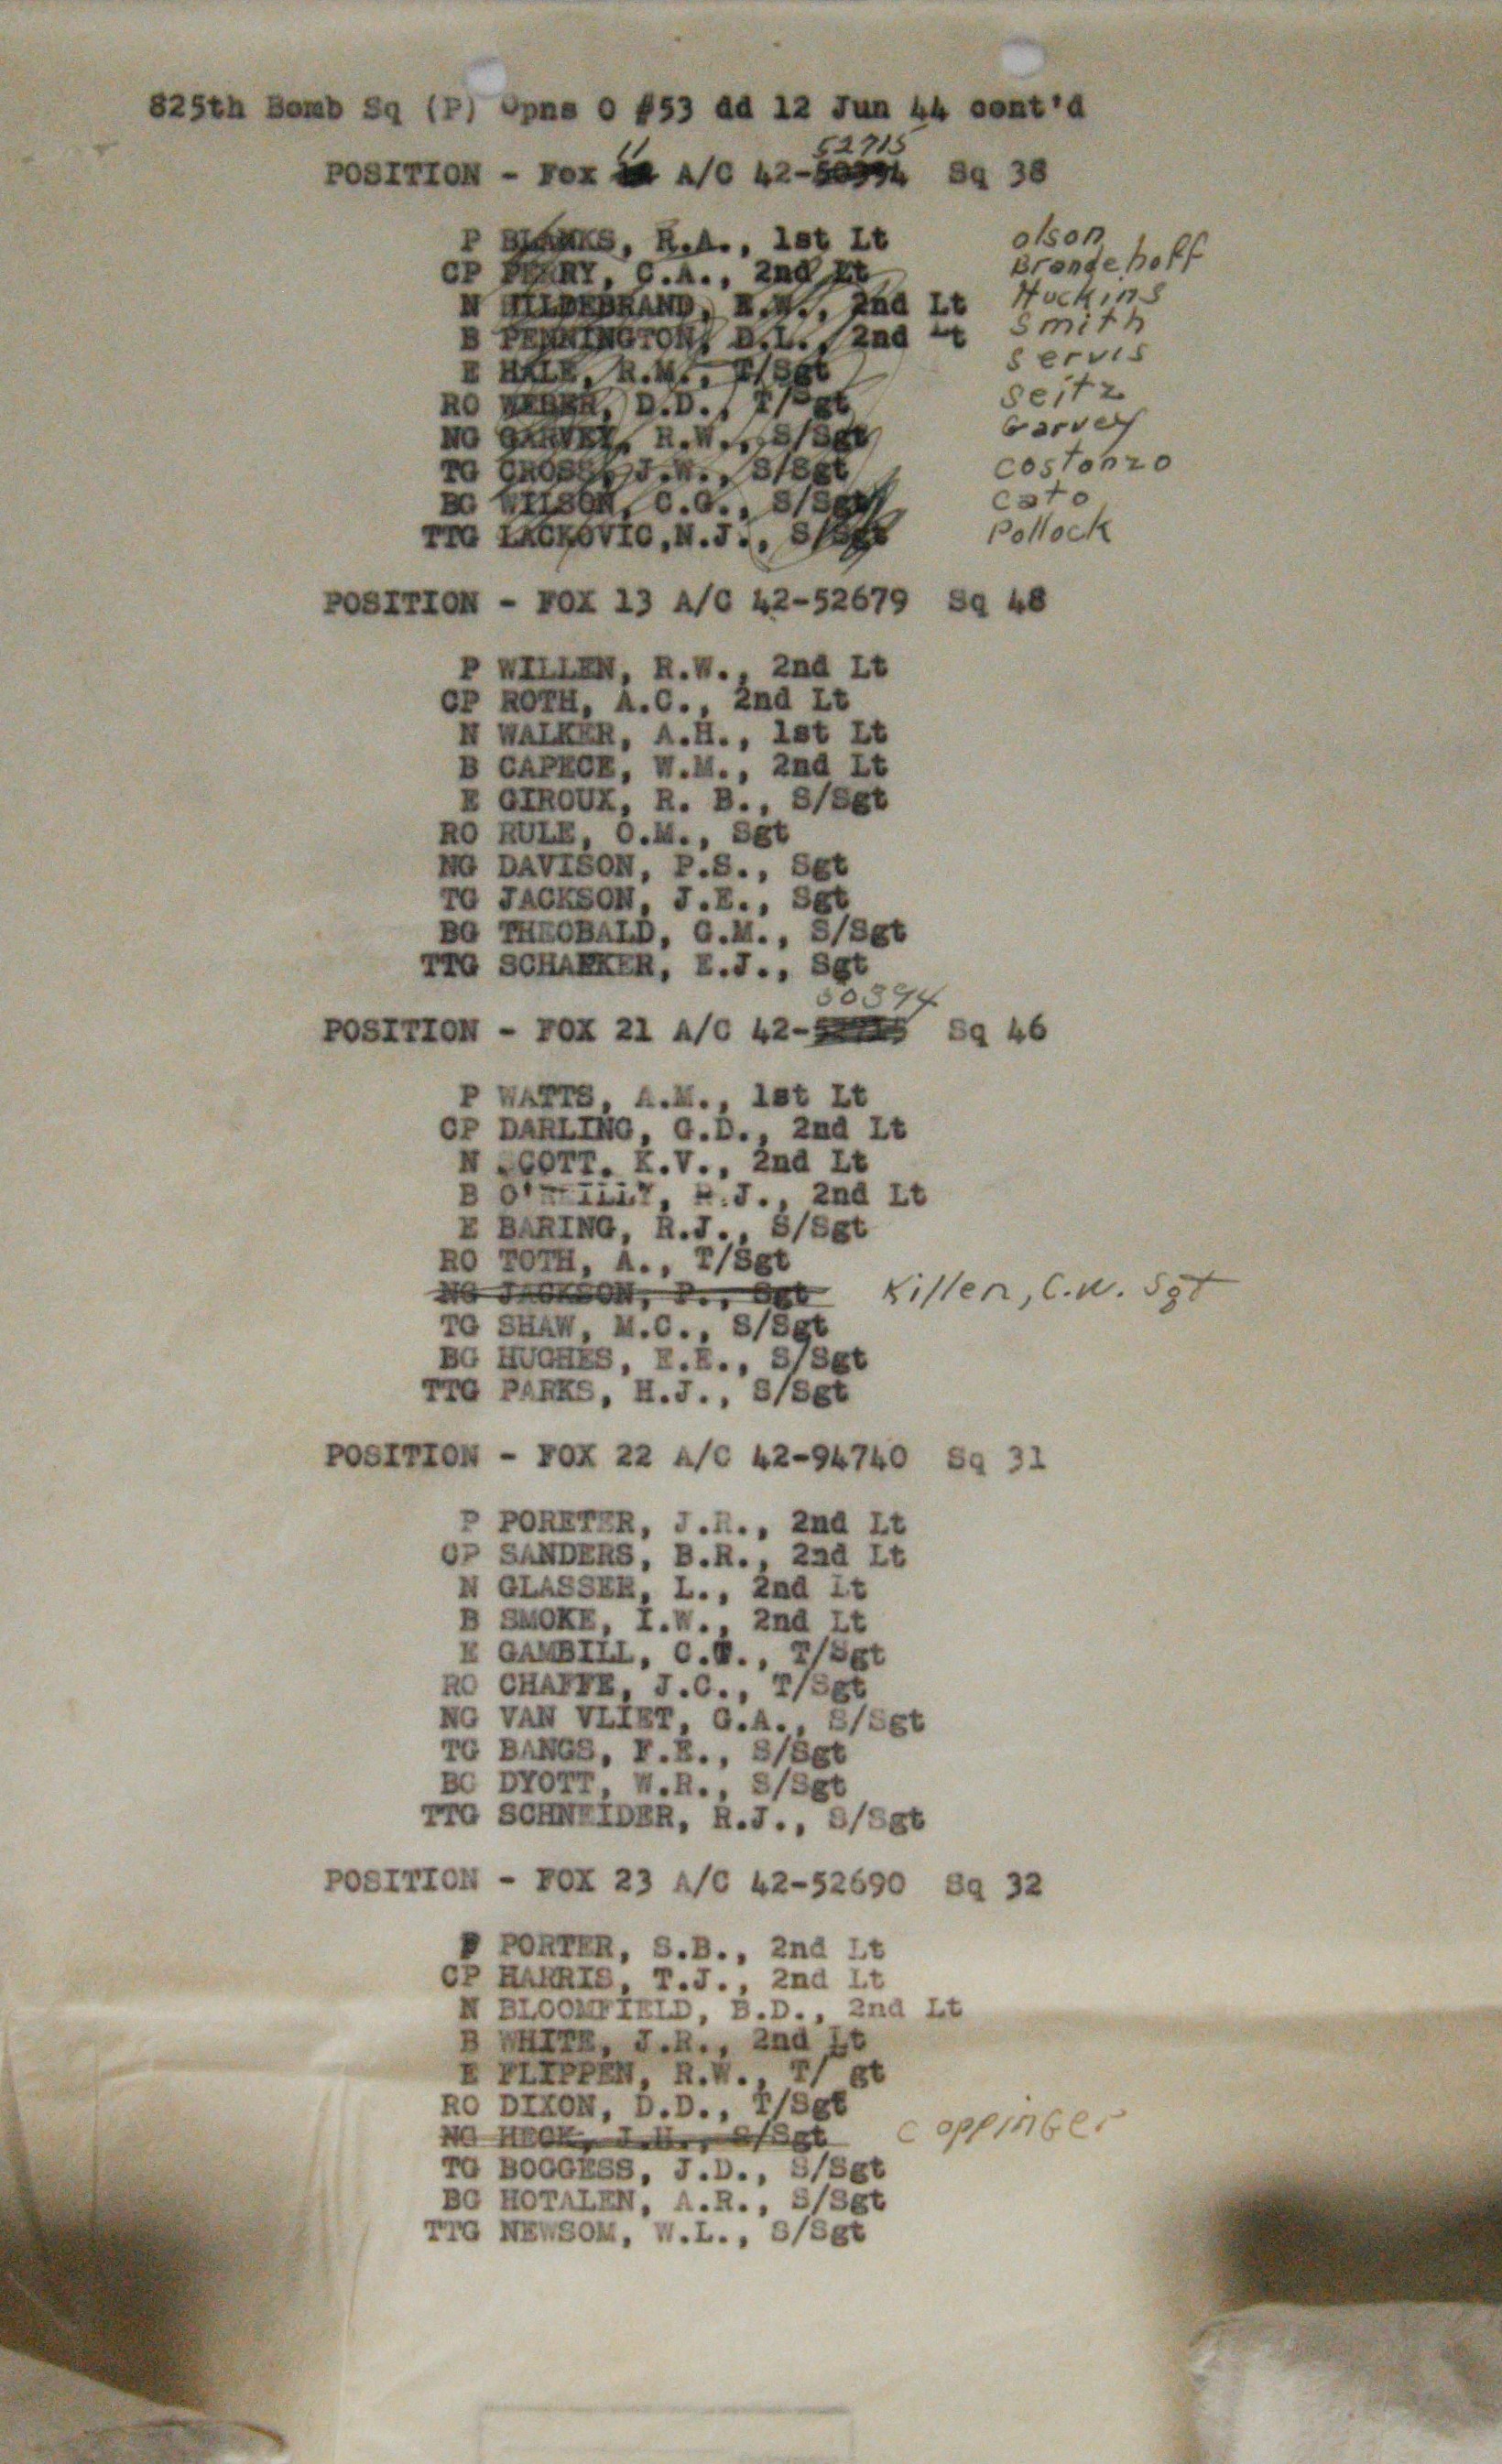 825th Bomb Sq (P) Opns O #53 dd 12 Jun 44 cont'd
11 52715
POSITION - Fox A/C 42-50394 Sq 38
P BLANKS, R.A., 1st Lt olson
CP PERRY, C.A., 2nd Lt Brandehoff
N HILDEBRAND, E.W., 2nd Lt Huckins
B PENNINGTON, D.L., 2nd Lt Smith
E HALE, R.M., T/Sgt servis
RO WEBER, D.D., T/Sgt seitz
NG GARVEY, R.W., S/Sgt Garvey
TG CROSS, J.W., S/Sgt costonzo
BG WILSON, C.G., S/Sgt cato
TTG LACKOVIC,N.J., S/Sgt Pollock
POSITION - FOX 13 A/C 42-52679 Sq 48
P WILLEN, R.W., 2nd Lt
CP ROTH, A.C., 2nd Lt
N WALKER, A.H., 1st Lt
B CAPECE, W.M., 2nd Lt
E GIROUX, R. B., S/Sgt
RO RULE, O.M., Sgt
NG DAVISON, P.S., Sgt
TG JACKSON, J.E., Sgt
BG THEOBALD, G.M., S/Sgt
TTG SCHAEKER, E.J., Sgt
50394
POSITION - FOX 21 A/C 42- Sq 46
P WATTS, A.M., 1st Lt
CP DARLING, G.D., 2nd Lt
N SCOTT. K.V., 2nd Lt
B O'REILLY, R.J., 2nd Lt
E BARING, R.J., S/Sgt
RO TOTH, A., T/Sgt
NG JACKSON, P., Sgt Killen, C.W. Sgt
TG SHAW, M.C., S/Sgt
BG HUGHES, E.E., S/Sgt
TTG PARKS, H.J., S/Sgt
POSITION - FOX 22 A/C 42-94740 Sq 31
P PORETER, J.R., 2nd Lt
CP SANDERS, B.R., 2nd Lt
N GLASSER, L., 2nd Lt
B SMOKE, I.W., 2nd Lt
E GAMBILL, C.W., T/Sgt
RO CHAFFE, J.C., T/Sgt
NG VAN VLIET, G.A., S/Sgt
TG BANGS, F.E., S/Sgt
BG DYOTT, W.R., S/Sgt
TTG SCHNEIDER, R.J., S/Sgt
POSITION - FOX 23 A/C 42-52690 Sq 32
P PORTER, S.B., 2nd Lt
CP HARRIS, T.J., 2nd Lt
N BLOOMFIELD, B.D., 2nd Lt
B WHITE, J.R., 2nd Lt
E FLIPPEN, R.W., T/ gt
RO DIXON, D.D., T/Sgt
NG HECK, J.H., S/Sgt coppinger
TG BOGGESS, J.D., S/Sgt
BG HOTALEN, A.R., S/Sgt
TTG NEWSOM, W.L., S/Sgt